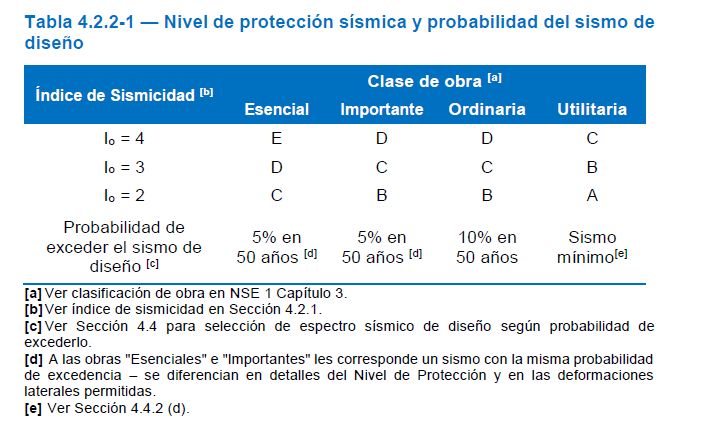 Tabla 4.2.2-1 — Nivel de protección sísmica y probabilidad del sismo de
diseño
Índice de Sismicidad [b]
Clase de obra [a]
Esencial Importante Ordinaria Utilitaria
I₀ = 4 E D D C
I₀ = 3 D C C B
I₀ = 2 C B B A
Probabilidad de
exceder el sismo de
diseño [c]
5% en
50 años [d]
5% en
50 años [d]
10% en
50 años
Sismo
mínimo[e]
[a] Ver clasificación de obra en NSE 1 Capítulo 3.
[b] Ver índice de sismicidad en Sección 4.2.1.
[c] Ver Sección 4.4 para selección de espectro sísmico de diseño según probabilidad de
excederlo.
[d] A las obras "Esenciales" e "Importantes" les corresponde un sismo con la misma probabilidad
de excedencia – se diferencian en detalles del Nivel de Protección y en las deformaciones
laterales permitidas.
[e] Ver Sección 4.4.2 (d).